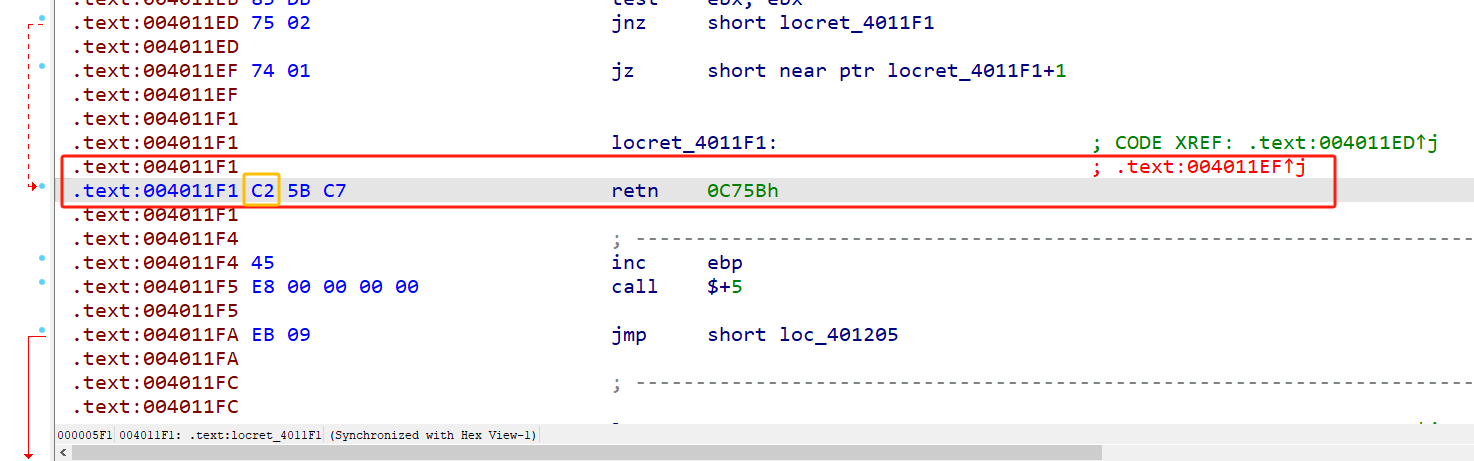 .text:004011EB 85 DB test ebx, ebx
.text:004011ED 75 02 jnz short locret_4011F1
.text:004011ED
.text:004011EF 74 01 jz short near ptr locret_4011F1+1
.text:004011EF
.text:004011F1
.text:004011F1 locret_4011F1: ; CODE XREF: .text:004011ED↑j
.text:004011F1 ; .text:004011EF↑j
.text:004011F1 C2 5B C7 retn 0C75Bh
.text:004011F1
.text:004011F4 ; ---------------------------------------------------------------------------
.text:004011F4 45 inc ebp
.text:004011F5 E8 00 00 00 00 call $+5
.text:004011F5
.text:004011FA EB 09 jmp short loc_401205
.text:004011FA
.text:004011FC ; ---------------------------------------------------------------------------
.text:004011FC
000005F1 004011F1: .text:locret_4011F1 (Synchronized with Hex View-1)